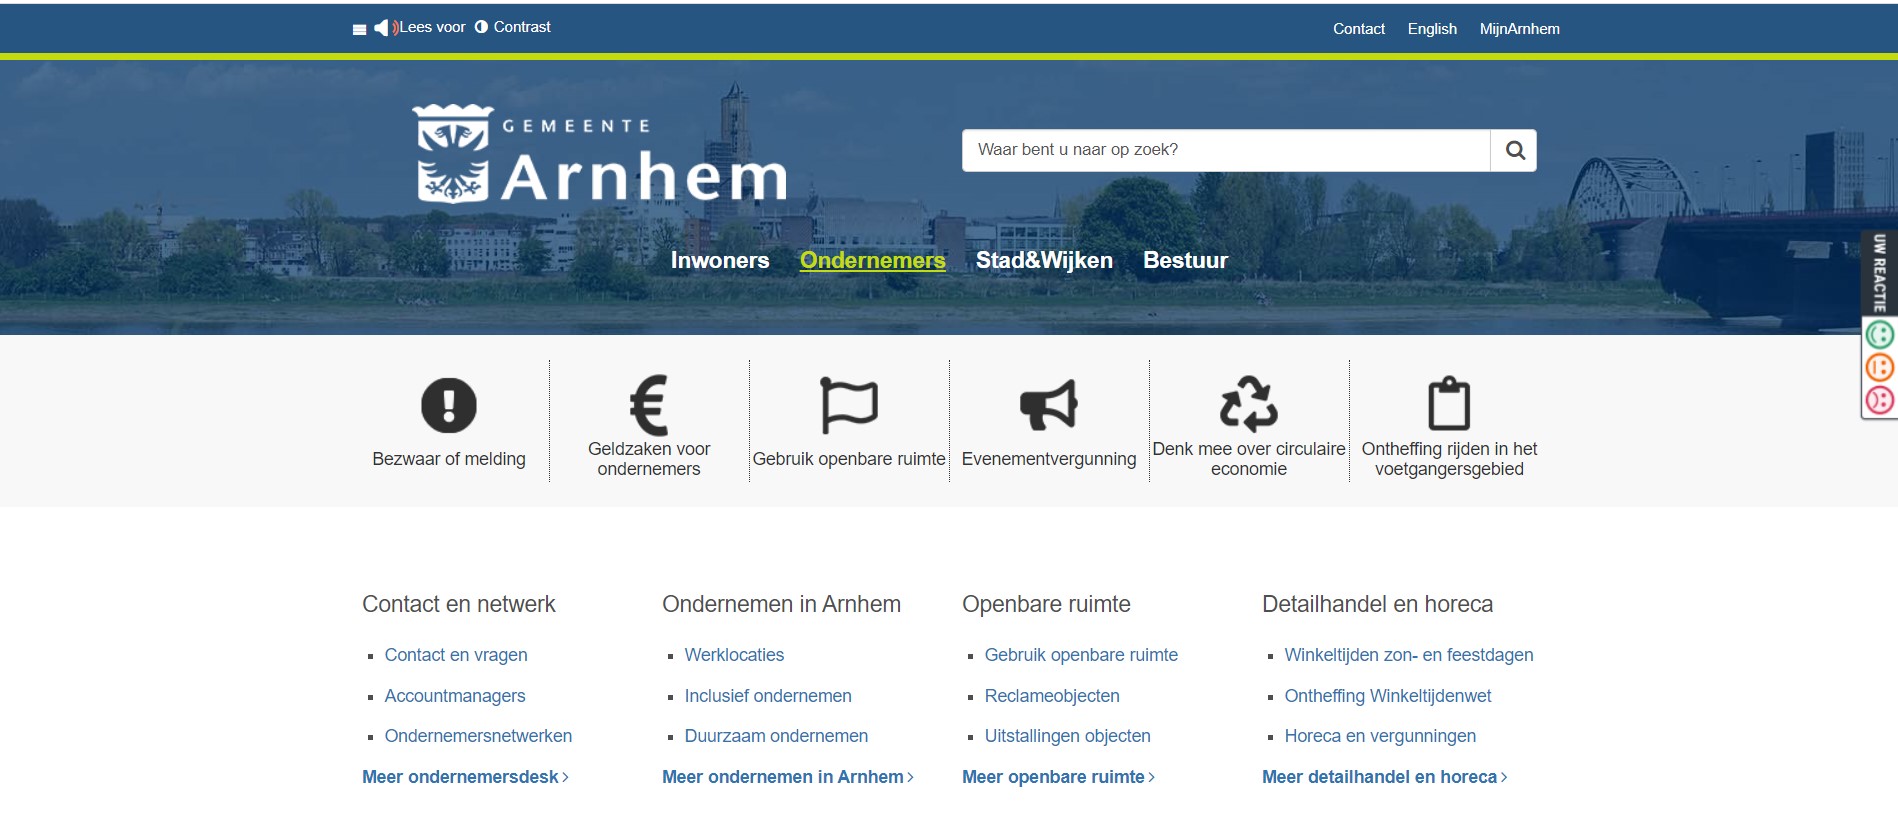 Lees voor Contrast
Contact English MijnArnhem
GEMEENTE
Arnhem
Waar bent u naar op zoek?
Inwoners Ondernemers Stad&Wijken Bestuur
UW REACTIE
Bezwaar of melding
Geldzaken voor
ondernemers
Gebruik openbare ruimte
Evenementvergunning
Denk mee over circulaire
economie
Ontheffing rijden in het
voetgangersgebied
Contact en netwerk
Contact en vragen
Accountmanagers
Ondernemersnetwerken
Meer ondernemersdesk
Ondernemen in Arnhem
Werklocaties
Inclusief ondernemen
Duurzaam ondernemen
Meer ondernemen in Arnhem
Openbare ruimte
Gebruik openbare ruimte
Reclameobjecten
Uitstallingen objecten
Meer openbare ruimte
Detailhandel en horeca
Winkeltijden zon- en feestdagen
Ontheffing Winkeltijdenwet
Horeca en vergunningen
Meer detailhandel en horeca